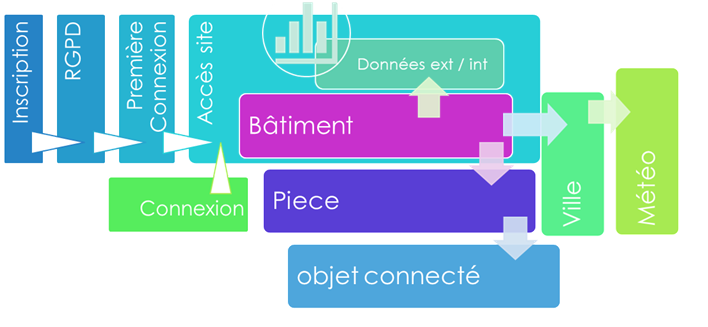 Inscription
RGPD
Première
Connexion
Accès site
Données ext / int
Bâtiment
Connexion
Piece
Ville
Météo
objet connecté